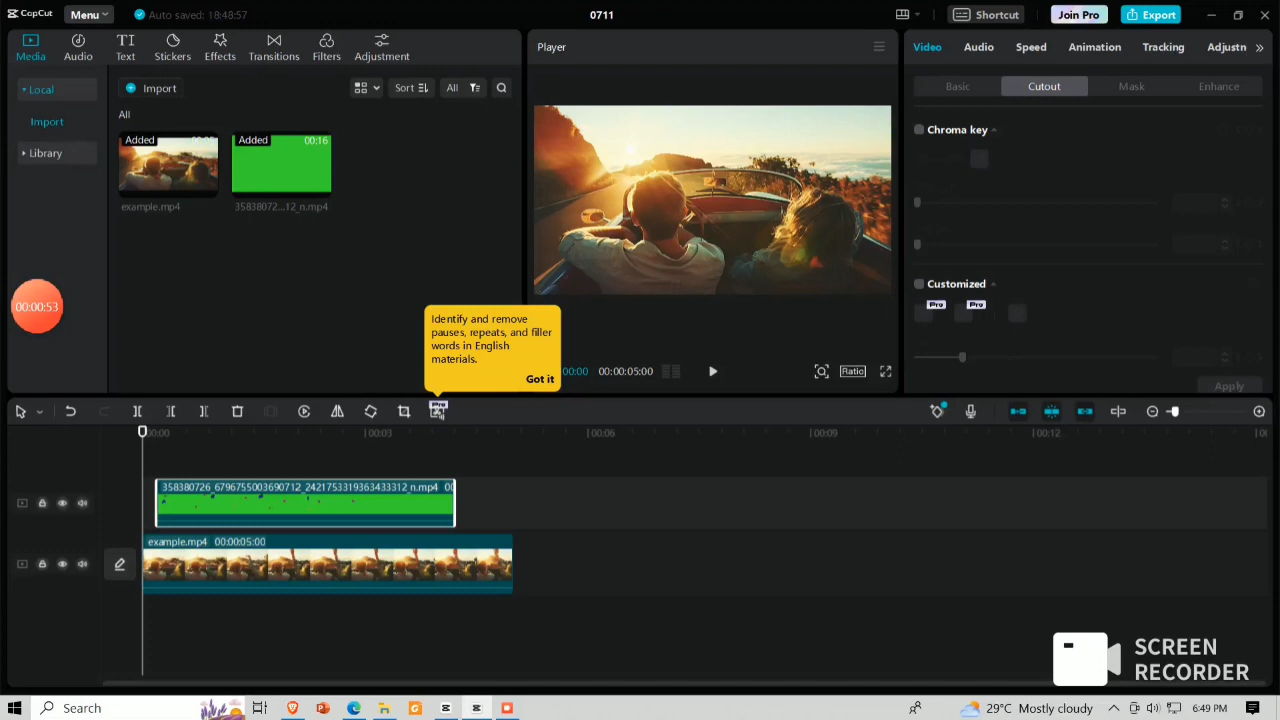 CapCut
Menu
Auto saved: 18:48:57
0711
Shortcut
Join Pro
Export
Media
Audio
Text
Stickers
Effects
Transitions
Filters
Adjustment
Player
Video
Audio
Speed
Animation
Tracking
Adjustn
Local
Import
Sort
All
Basic
Cutout
Mask
Enhance
All
Import
Library
Added
Added
00:16
example.mp4
35838072...12_n.mp4
Chroma key
Customized
Pro
Pro
Apply
00:00:53
Identify and remove
pauses, repeats, and filler
words in English
materials.
Got it
00:00
00:00:05:00
Ratio
Pro
00:00
00:03
00:06
00:09
00:12
358380726_6796755003690712_2421753319363433312_n.mp4
example.mp4 00:00:05:00
SCREEN
RECORDER
Search
29°C Mostly cloudy
6:49 PM